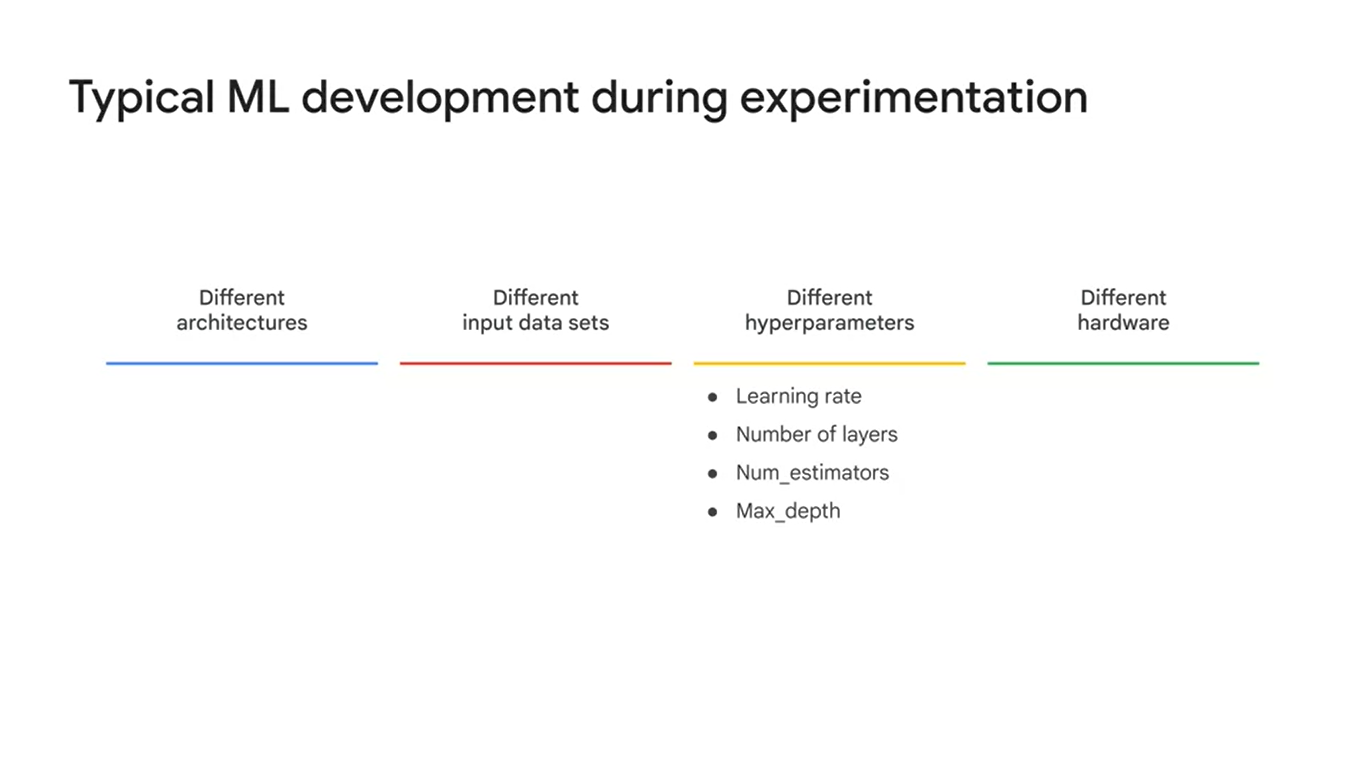 Typical ML development during experimentation
Different
architectures
Different
input data sets
Different
hyperparameters
Different
hardware
● Learning rate
● Number of layers
● Num_estimators
● Max_depth